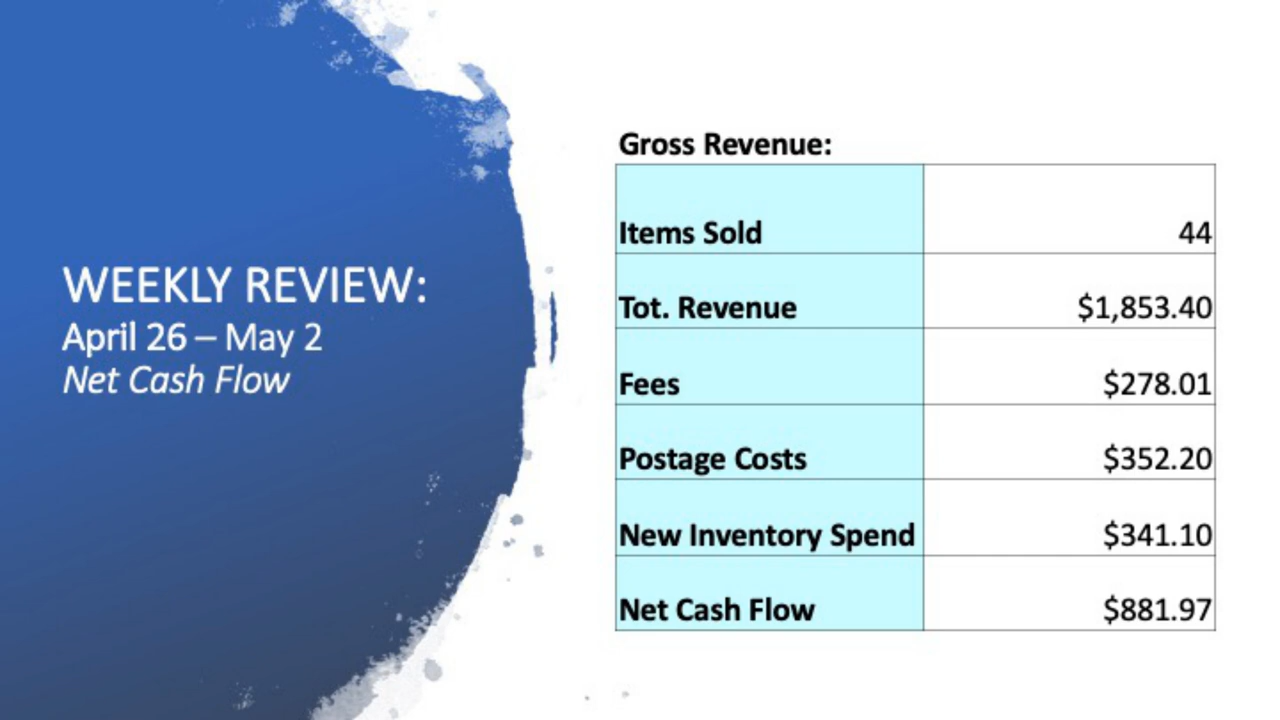 WEEKLY REVIEW:
April 26 – May 2
Net Cash Flow
Gross Revenue:
Items Sold 44
Tot. Revenue $1,853.40
Fees $278.01
Postage Costs $352.20
New Inventory Spend $341.10
Net Cash Flow $881.97